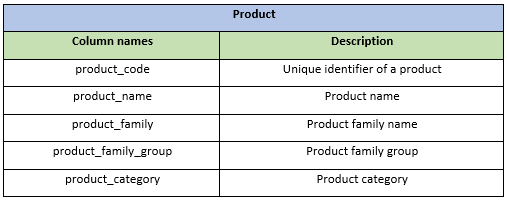 Product
Column names Description
product_code Unique identifier of a product
product_name Product name
product_family Product family name
product_family_group Product family group
product_category Product category